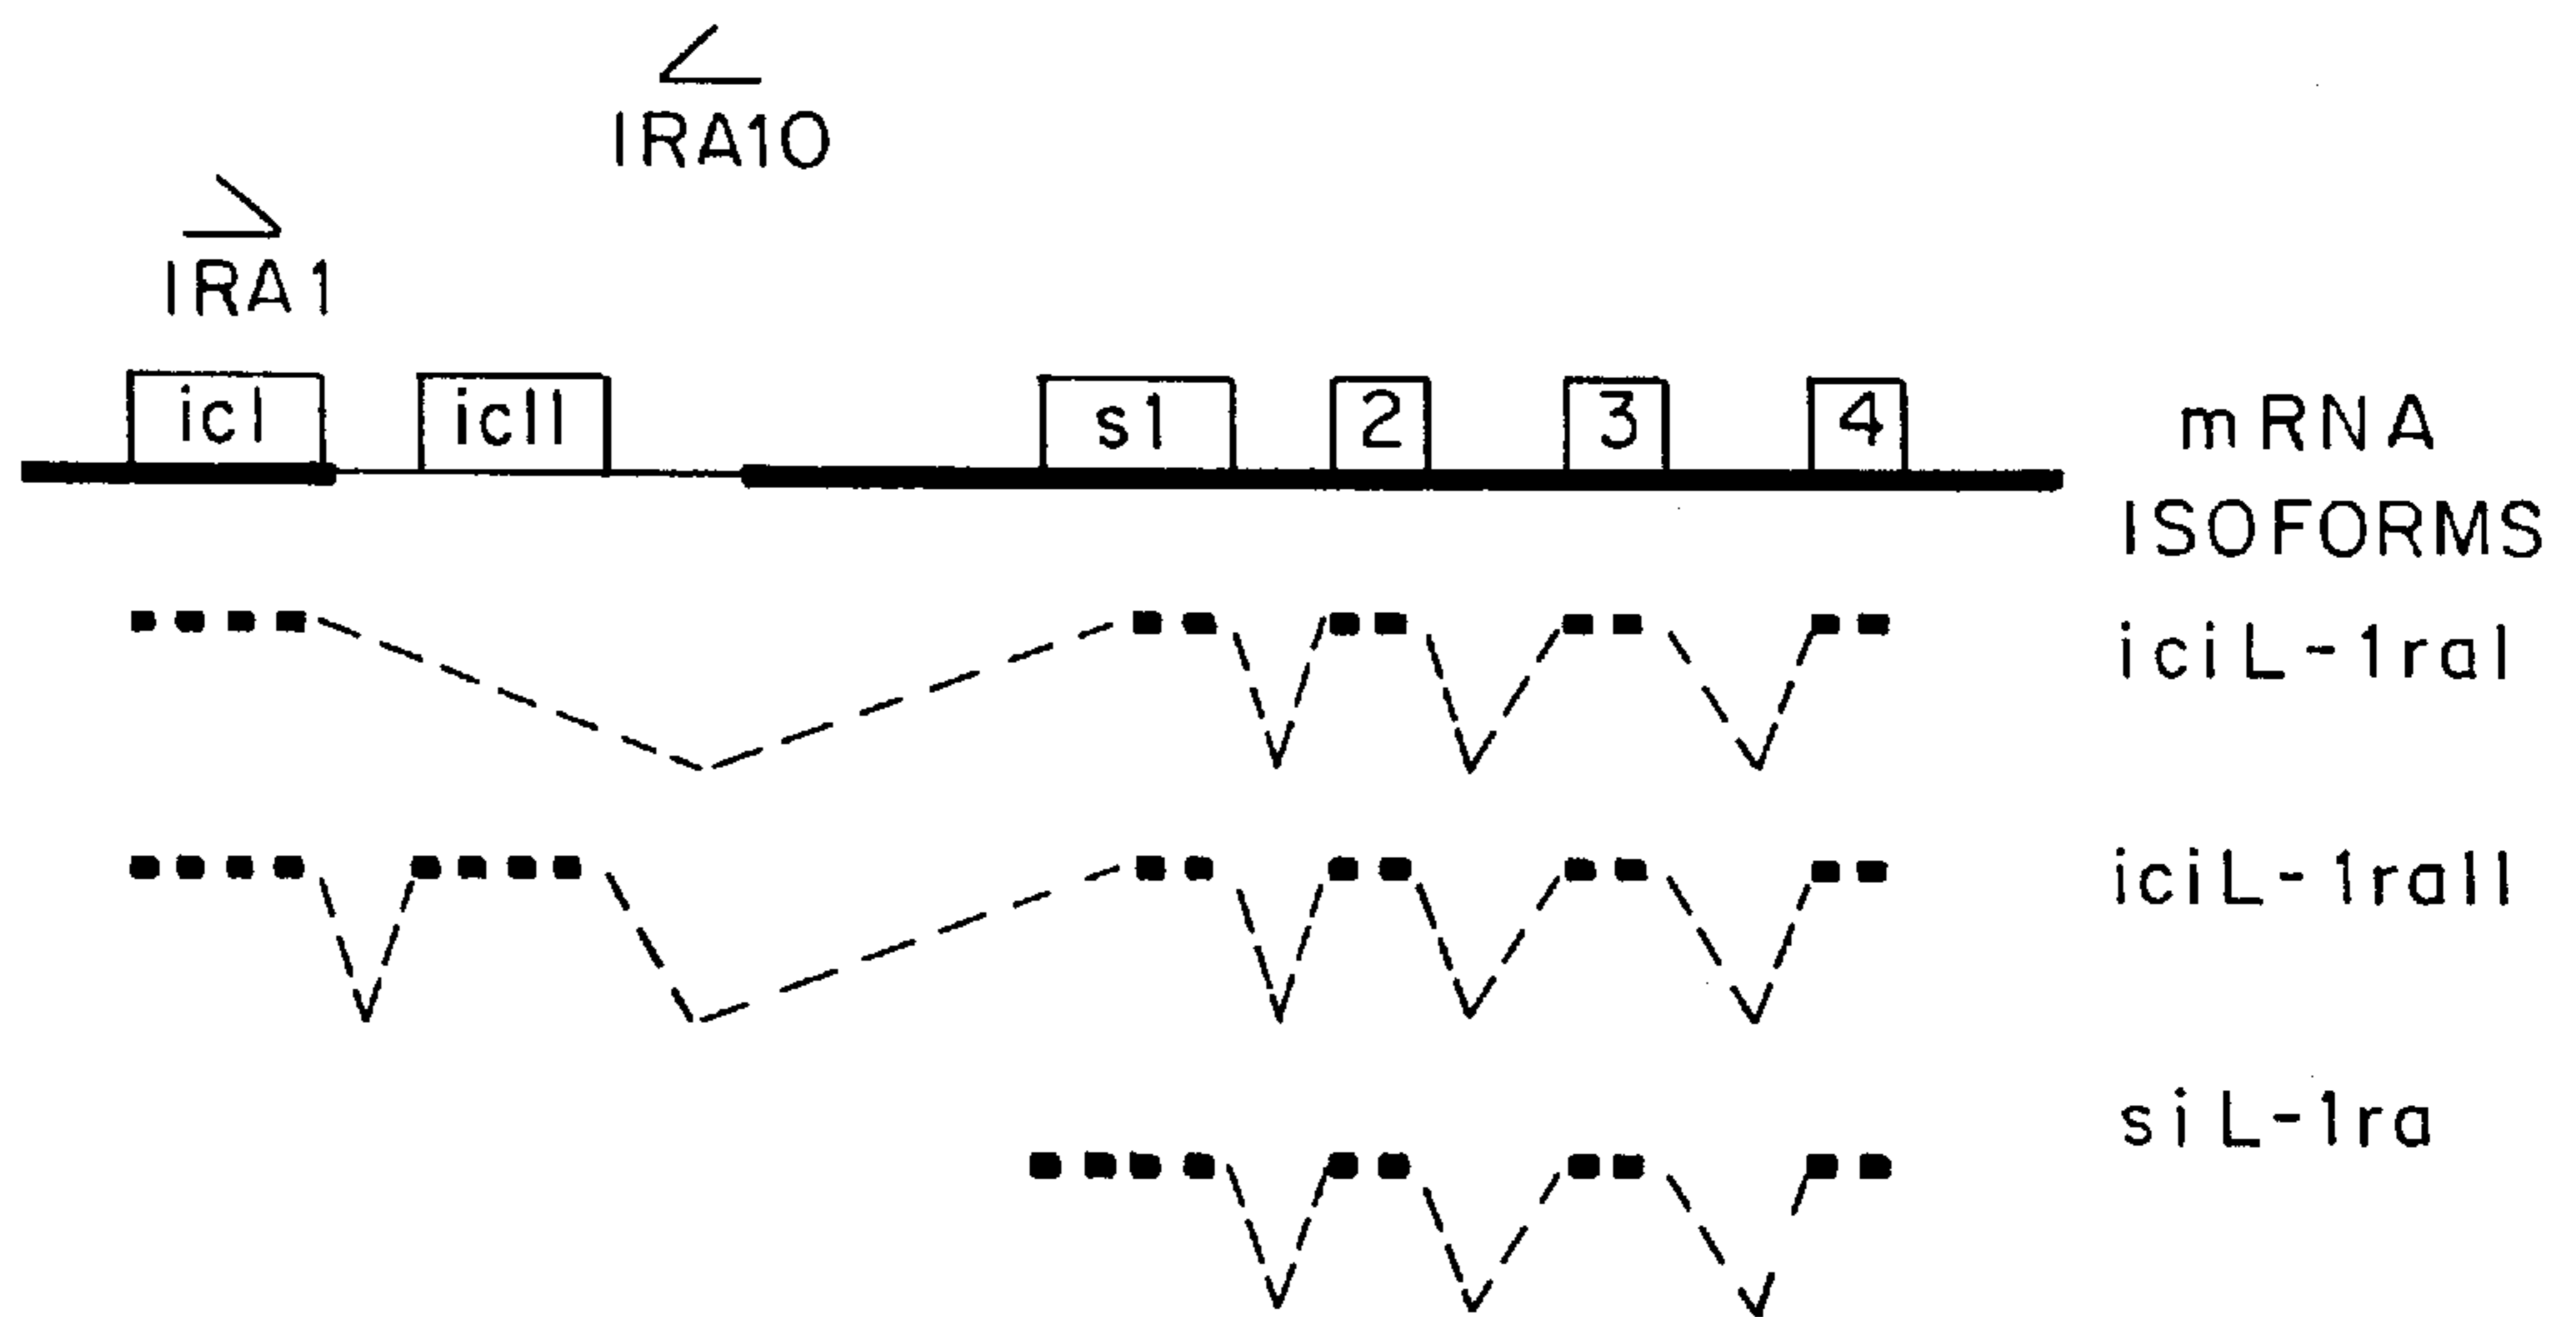 IRA10
IRA1
icI icII s1 2 3 4
mRNA
ISOFORMS
iciL-1raI
iciL-1raII
siL-1ra